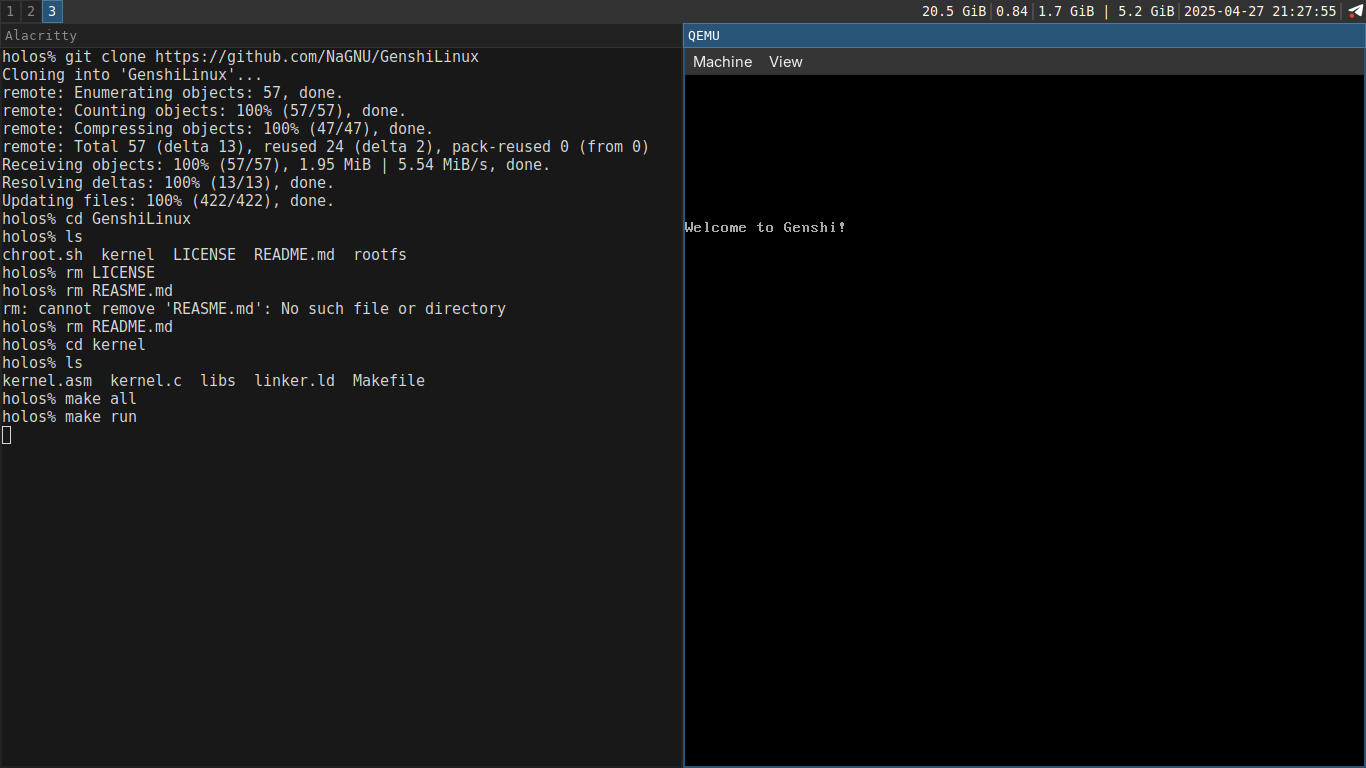 1 2 3
20.5 GiB|0.84|1.7 GiB | 5.2 GiB|2025-04-27 21:27:55|
Alacritty
holos% git clone https://github.com/NaGNU/GenshiLinux
Cloning into 'GenshiLinux'...
remote: Enumerating objects: 57, done.
remote: Counting objects: 100% (57/57), done.
remote: Compressing objects: 100% (47/47), done.
remote: Total 57 (delta 13), reused 24 (delta 2), pack-reused 0 (from 0)
Receiving objects: 100% (57/57), 1.95 MiB | 5.54 MiB/s, done.
Resolving deltas: 100% (13/13), done.
Updating files: 100% (422/422), done.
holos% cd GenshiLinux
holos% ls
chroot.sh  kernel  LICENSE  README.md  rootfs
holos% rm LICENSE
holos% rm REASME.md
rm: cannot remove 'REASME.md': No such file or directory
holos% rm README.md
holos% cd kernel
holos% ls
kernel.asm  kernel.c  libs  linker.ld  Makefile
holos% make all
holos% make run
QEMU
Machine View
Welcome to Genshi!